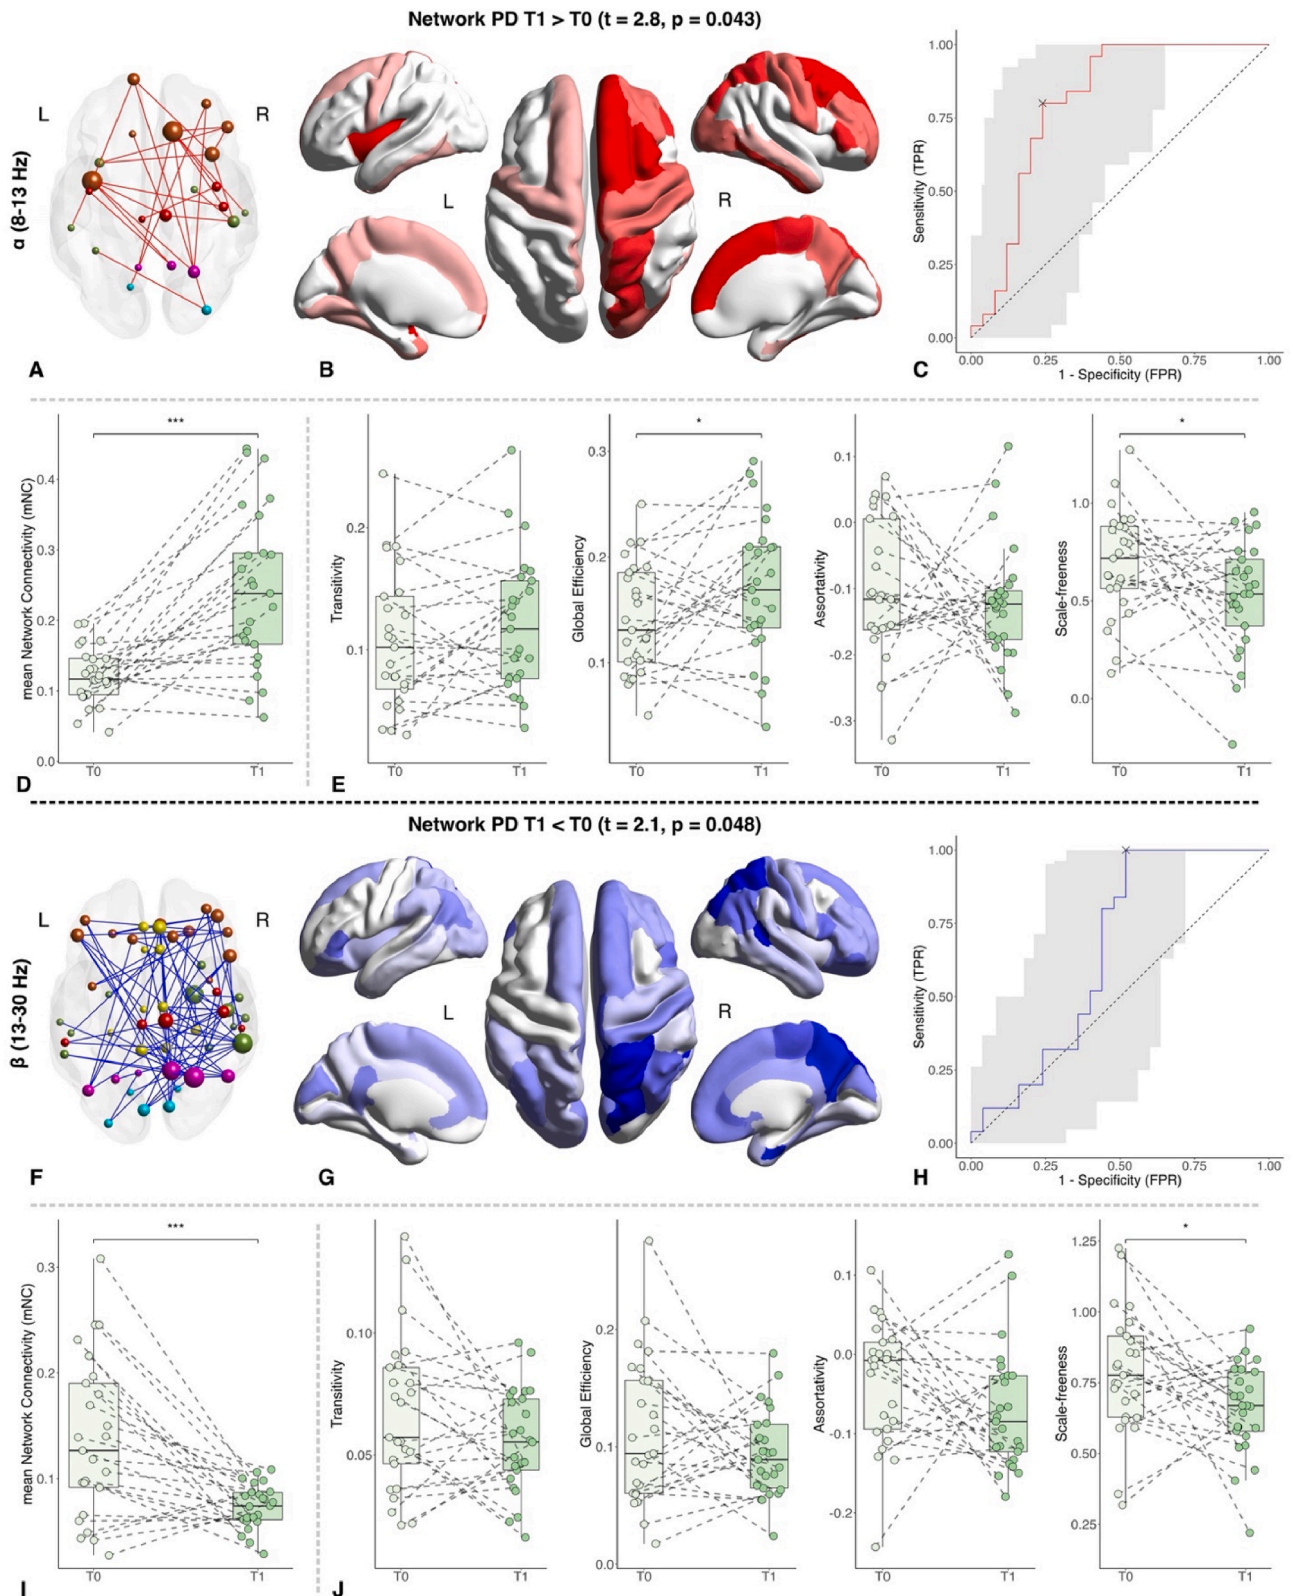 Network PD T1 > T0 (t = 2.8, p = 0.043)
α (8-13 Hz)
L
R
A
L
R
B
Sensitivity (TPR)
1.00
0.75
0.50
0.25
0.00
0.00 0.25 0.50 0.75 1.00
1 - Specificity (FPR)
C
mean Network Connectivity (mNC)
0.4
0.3
0.2
0.1
0.0
***
T0 T1
D
Transitivity
0.2
0.1
T0 T1
E
Global Efficiency
0.3
0.2
0.1
*
T0 T1
Assortativity
0.1
0.0
-0.1
-0.2
-0.3
T0 T1
Scale-freeness
1.0
0.5
0.0
*
T0 T1
Network PD T1 < T0 (t = 2.1, p = 0.048)
β (13-30 Hz)
L
R
F
L
R
G
Sensitivity (TPR)
1.00
0.75
0.50
0.25
0.00
0.00 0.25 0.50 0.75 1.00
1 - Specificity (FPR)
H
mean Network Connectivity (mNC)
0.3
0.2
0.1
***
T0 T1
I
Transitivity
0.10
0.05
T0 T1
J
Global Efficiency
0.2
0.1
0.0
T0 T1
Assortativity
0.1
0.0
-0.1
-0.2
T0 T1
Scale-freeness
1.25
1.00
0.75
0.50
0.25
*
T0 T1